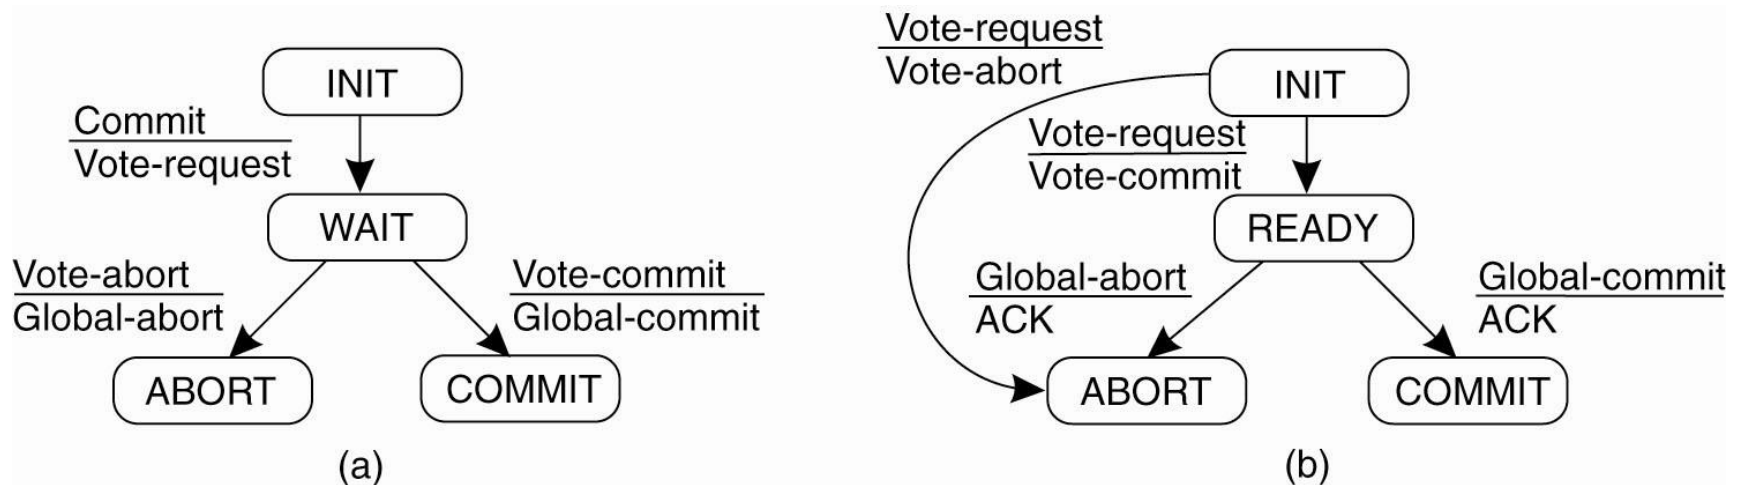 INIT
Commit
Vote-request
WAIT
Vote-abort
Global-abort
Vote-commit
Global-commit
ABORT
COMMIT
(a)
Vote-request
Vote-abort
INIT
Vote-request
Vote-commit
READY
Global-abort
ACK
Global-commit
ACK
ABORT
COMMIT
(b)